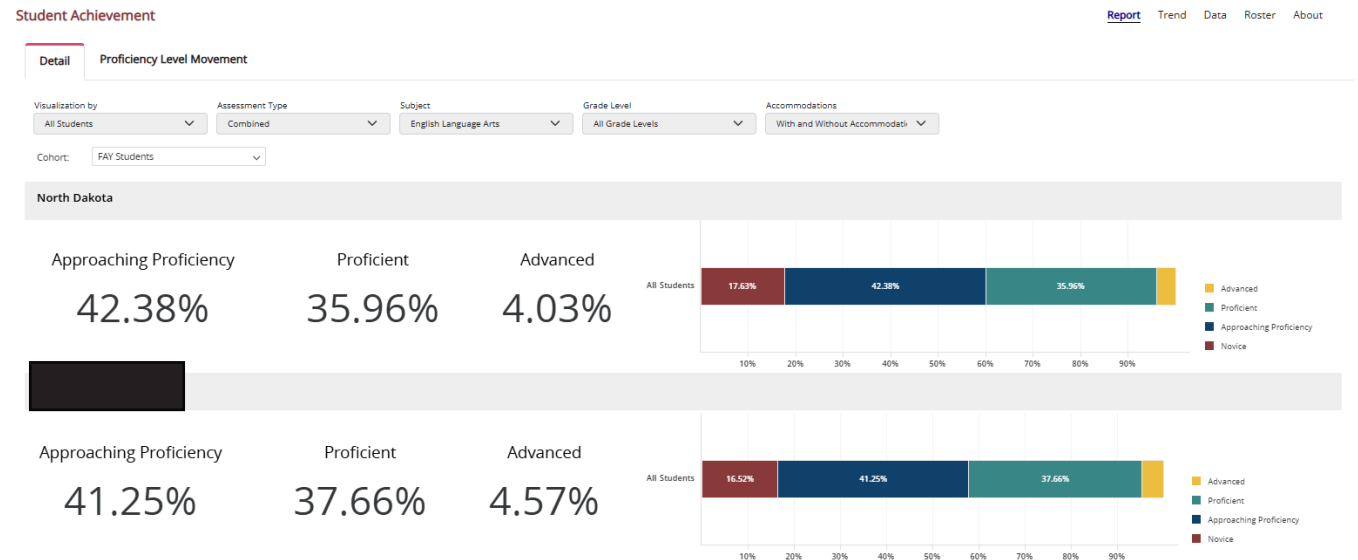 Student Achievement
Report Trend Data Roster About
Detail Proficiency Level Movement
Visualization by Assessment Type Subject Grade Level Accommodations
All Students Combined English Language Arts All Grade Levels With and Without Accommodatio
Cohort: FAY Students
North Dakota
Approaching Proficiency Proficient Advanced
42.38% 35.96% 4.03%
All Students 17.63% 42.38% 35.96%
Advanced
Proficient
Approaching Proficiency
Novice
10% 20% 30% 40% 50% 60% 70% 80% 90%
Approaching Proficiency Proficient Advanced
41.25% 37.66% 4.57%
All Students 16.52% 41.25% 37.66%
Advanced
Proficient
Approaching Proficiency
Novice
10% 20% 30% 40% 50% 60% 70% 80% 90%